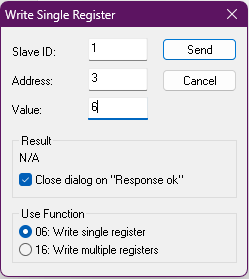 Write Single Register
Slave ID: 1 Send
Address: 3 Cancel
Value: 6
Result
N/A
Close dialog on "Response ok"
Use Function
06: Write single register
16: Write multiple registers